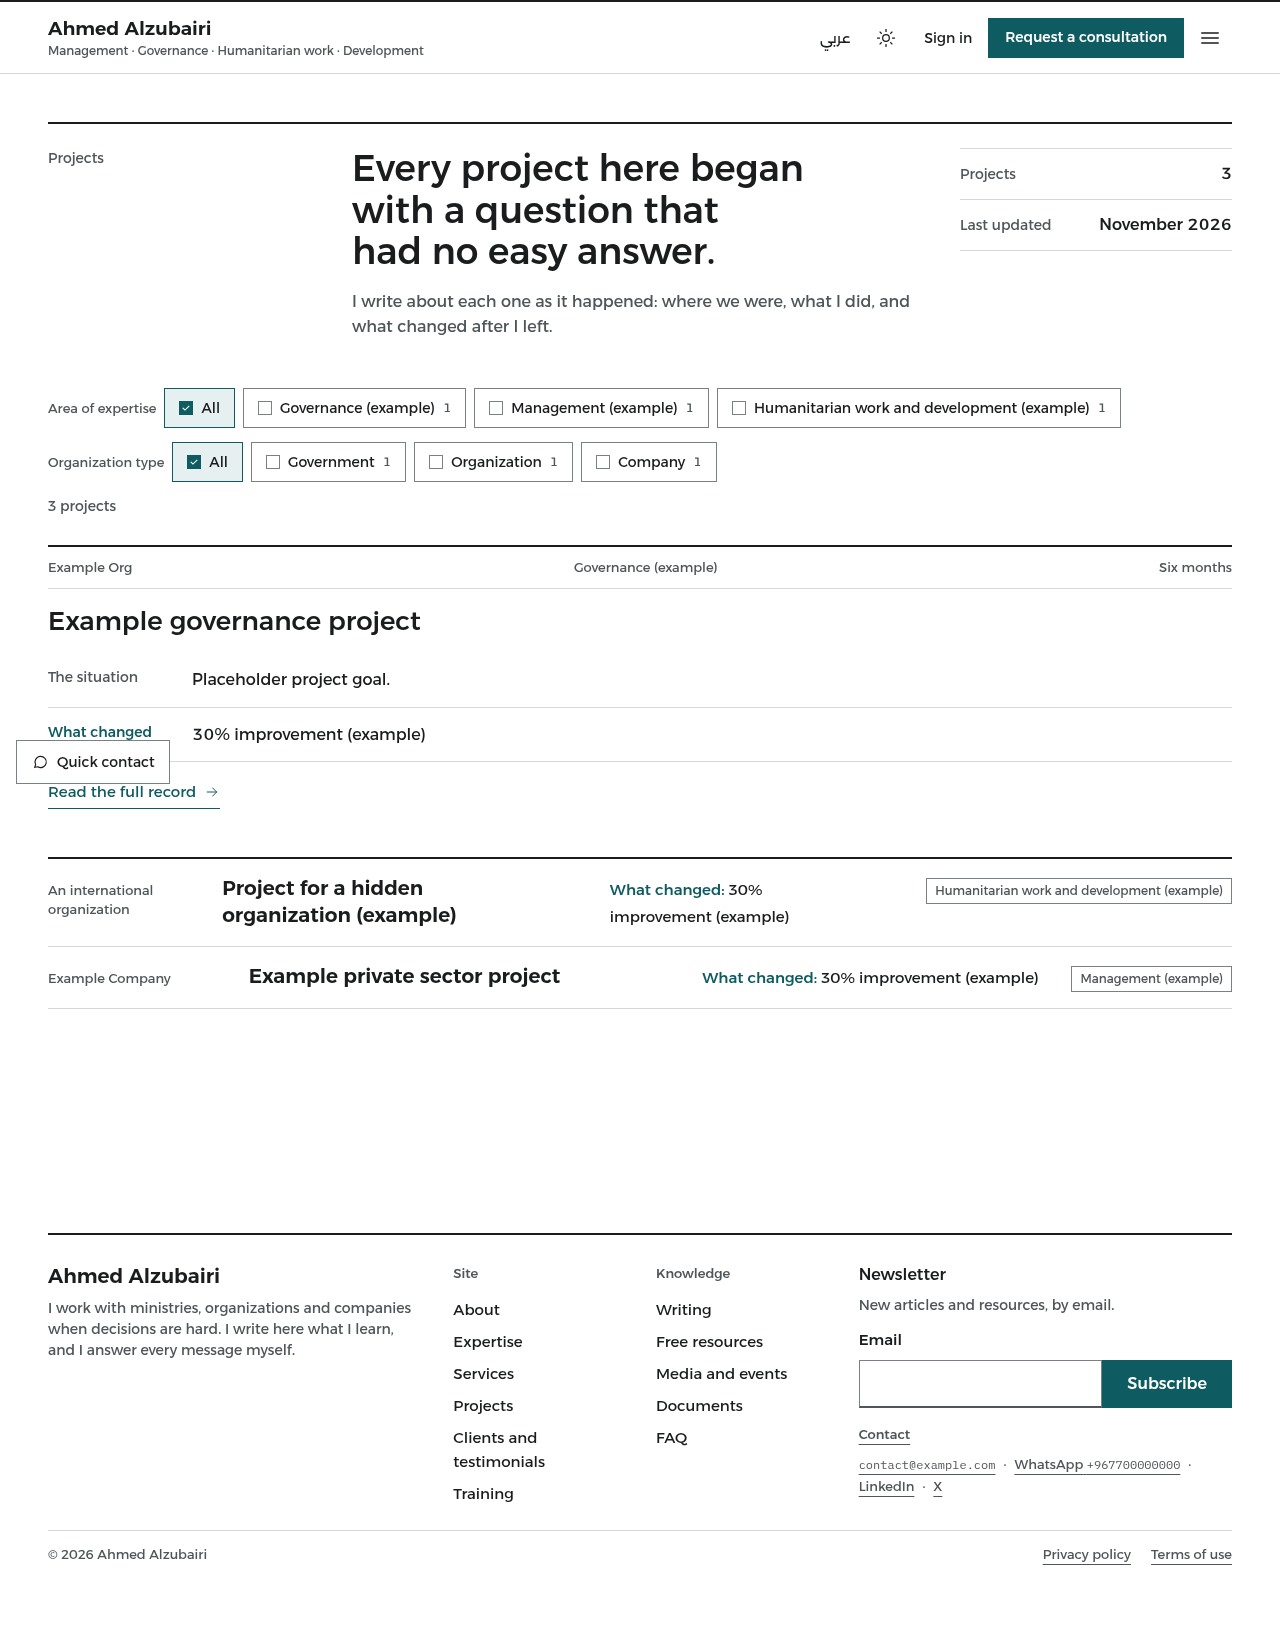 Ahmed Alzubairi
Management · Governance · Humanitarian work · Development
عربي
Sign in
Request a consultation
Projects
Every project here began
with a question that
had no easy answer.
I write about each one as it happened: where we were, what I did, and
what changed after I left.
Projects 3
Last updated November 2026
Area of expertise All Governance (example) 1 Management (example) 1 Humanitarian work and development (example) 1
Organization type All Government 1 Organization 1 Company 1
3 projects
Example Org Governance (example) Six months
Example governance project
The situation Placeholder project goal.
What changed 30% improvement (example)
Quick contact
Read the full record
An international
organization
Project for a hidden
organization (example)
What changed: 30%
improvement (example)
Humanitarian work and development (example)
Example Company Example private sector project What changed: 30% improvement (example) Management (example)
Ahmed Alzubairi
I work with ministries, organizations and companies
when decisions are hard. I write here what I learn,
and I answer every message myself.
Site
About
Expertise
Services
Projects
Clients and
testimonials
Training
Knowledge
Writing
Free resources
Media and events
Documents
FAQ
Newsletter
New articles and resources, by email.
Email
Subscribe
Contact
contact@example.com · WhatsApp +967700000000 ·
LinkedIn · X
© 2026 Ahmed Alzubairi
Privacy policy Terms of use